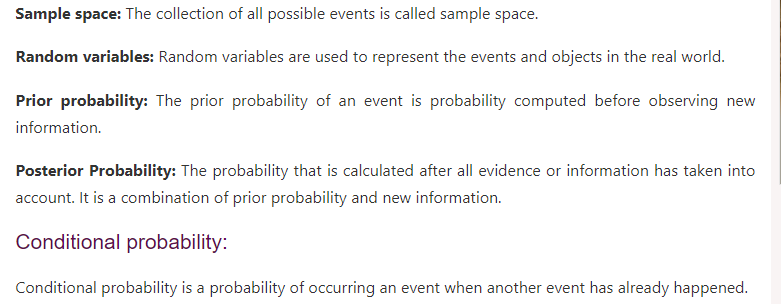 Sample space: The collection of all possible events is called sample space.
Random variables: Random variables are used to represent the events and objects in the real world.
Prior probability: The prior probability of an event is probability computed before observing new
information.
Posterior Probability: The probability that is calculated after all evidence or information has taken into
account. It is a combination of prior probability and new information.
Conditional probability:
Conditional probability is a probability of occurring an event when another event has already happened.